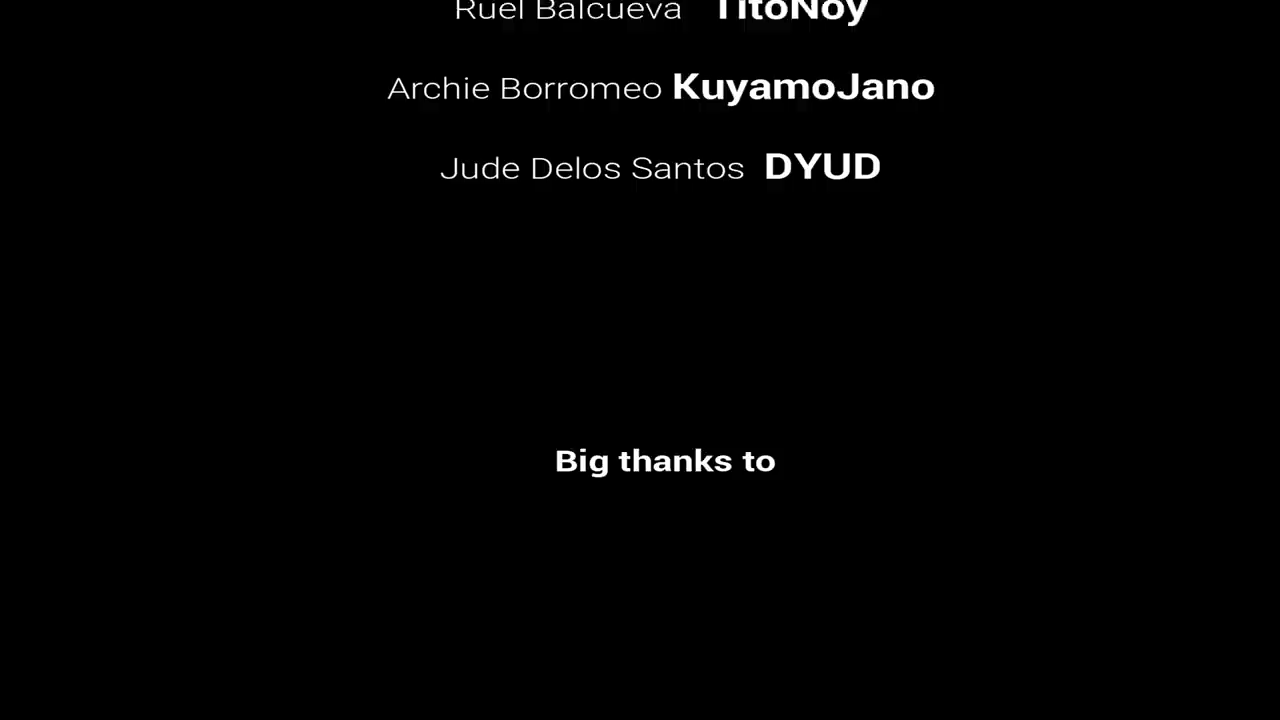 Ruel Balcueva TitoNoy
Archie Borromeo KuyamoJano
Jude Delos Santos DYUD
Big thanks to